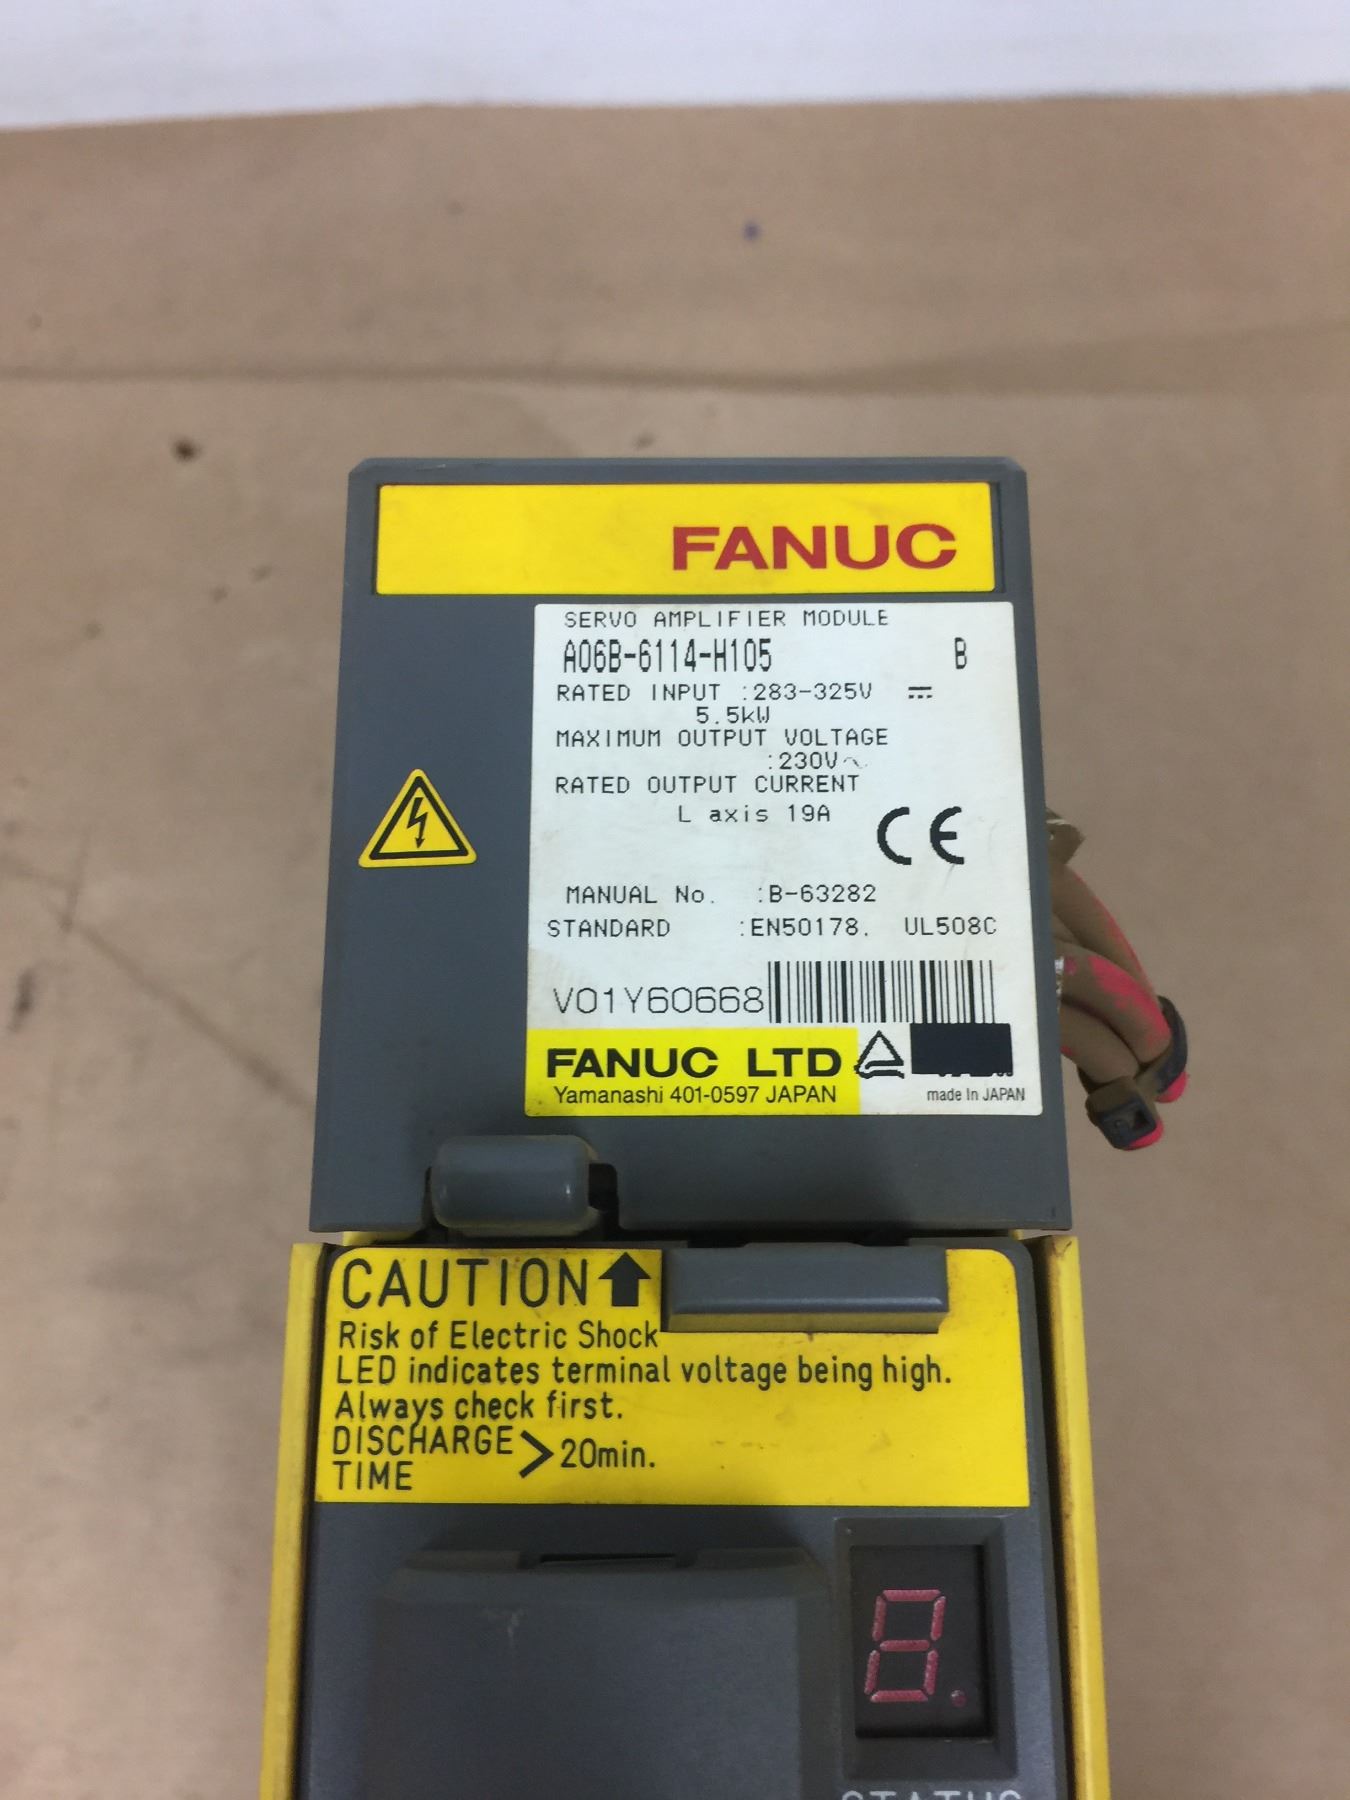 FANUC
SERVO AMPLIFIER MODULE
A06B-6114-H105 B
RATED INPUT :283-325V ⎓
5.5kW
MAXIMUM OUTPUT VOLTAGE
:230V~
RATED OUTPUT CURRENT
L axis 19A
CE
MANUAL No. :B-63282
STANDARD :EN50178. UL508C
V01Y60668
FANUC LTD
Yamanashi 401-0597 JAPAN
made In JAPAN
CAUTION↑
Risk of Electric Shock
LED indicates terminal voltage being high.
Always check first.
DISCHARGE
TIME > 20min.
8.
STATUS